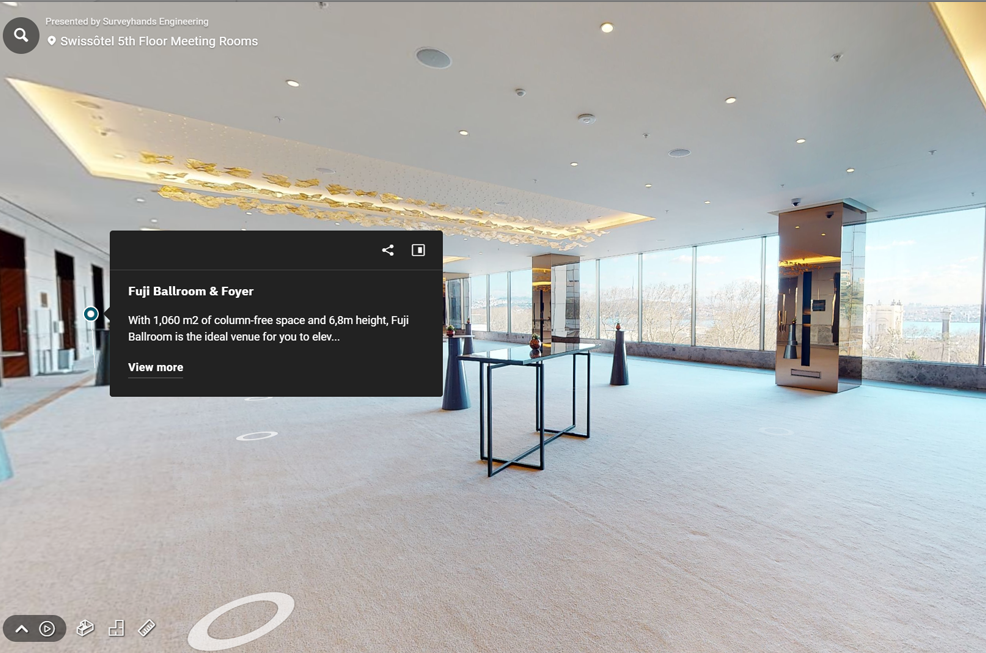 Presented by Surveyhands Engineering
Swissôtel 5th Floor Meeting Rooms
Fuji Ballroom & Foyer
With 1,060 m2 of column-free space and 6,8m height, Fuji
Ballroom is the ideal venue for you to elev...
View more